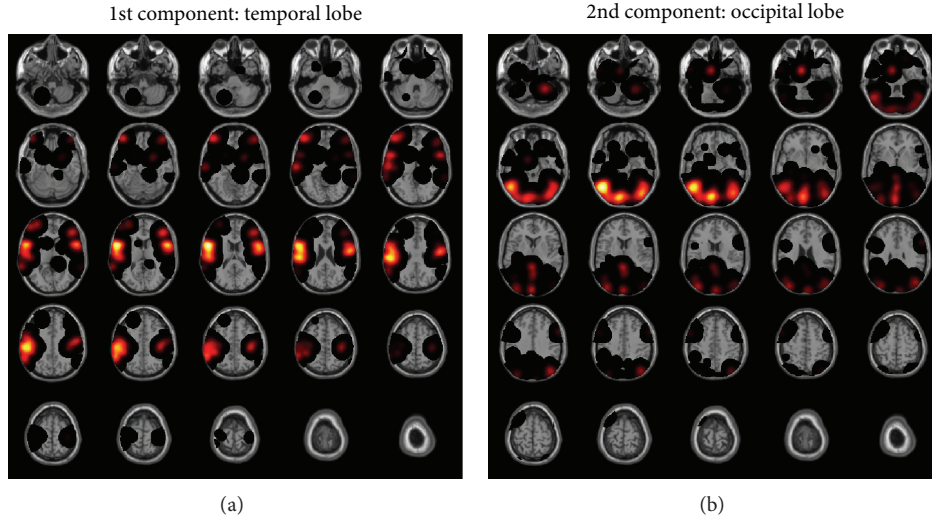 1st component: temporal lobe
2nd component: occipital lobe
(a)
(b)